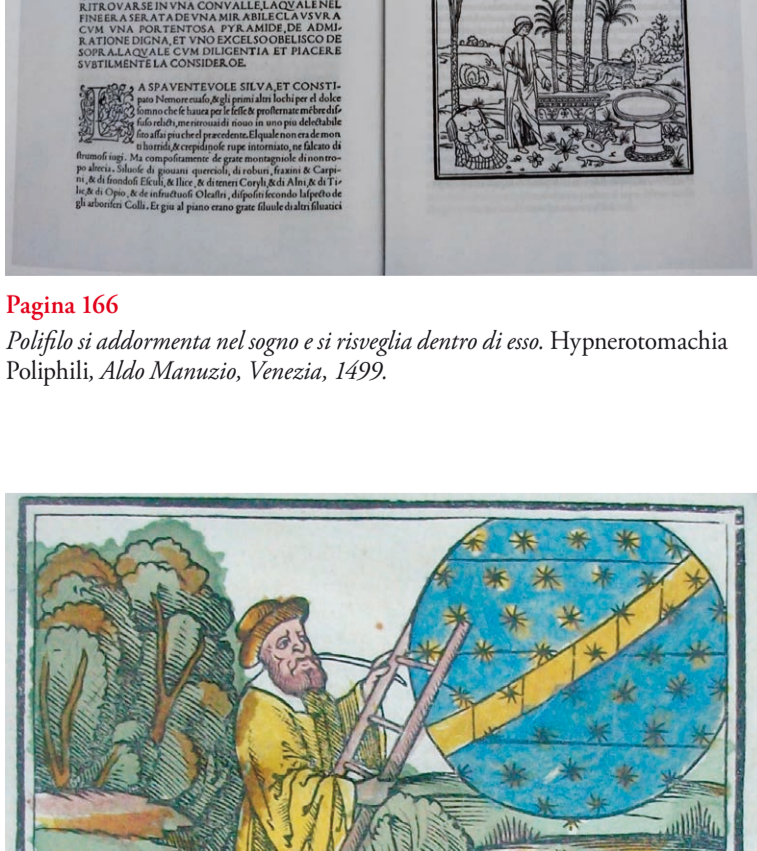 RITROVARSE IN VNA CONVALLE, LAQVALE NEL
FINE ERA SERATA DE VNA MIRABILE CLAVSVRA
CVM VNA PORTENTOSA PYRAMIDE, DE ADMI-
RATIONE DIGNA, ET VNO EXCELSO OBELISCO DE
SOPRA. LAQVALE CVM DILIGENTIA ET PIACERE
SVBTILMENTE LA CONSIDEROE.
LA SPAVENTEVOLE SILVA, ET CONSTI-
pato Nemore euaso, & gli primi altri lochi per el dolce
somno che se hauea per le fesse & prosternate mēbre dif-
fuso relicti, me ritrouai di nouo in uno piu delectabile
sito assai piu che el præcedente. El quale non era de mon
ti horridi, & crepidinose rupe intorniato, ne falcato di
strumosi iugi. Ma compositamente de grate montagniole di non tro-
po altecia. Siluose di giouani quercioli, di roburi, fraxini & Carpi-
ni, & di frondosi Esculi, & Ilice, & di teneri Coryli, & di Alni, & di Ti-
lie, & di Opio, & de infructuosi Oleastri, dispositi secondo laspecto de
gli arboriferi Colli. Et giu al piano erano grate siluule di altri siluatici
Pagina 166
Polifilo si addormenta nel sogno e si risveglia dentro di esso. Hypnerotomachia
Poliphili, Aldo Manuzio, Venezia, 1499.